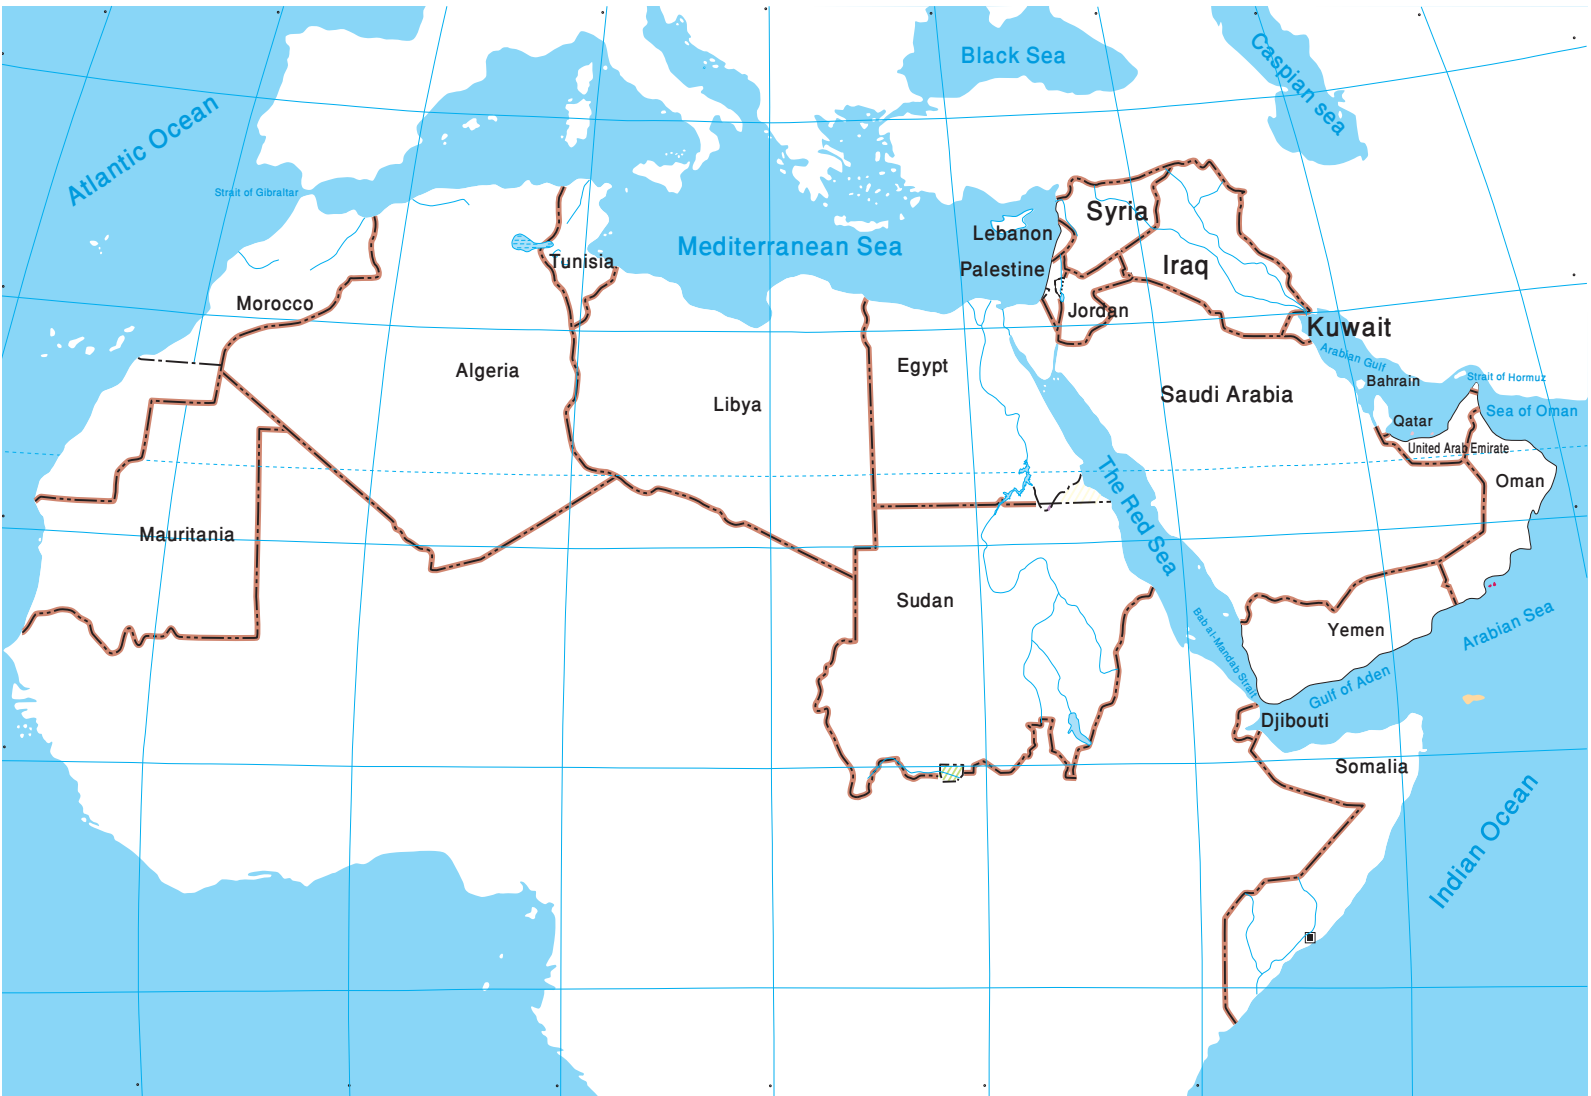 Black Sea
Caspian sea
Atlantic Ocean
Strait of Gibraltar
Syria
Lebanon
Mediterranean Sea
Tunisia
Palestine
Iraq
Morocco
Jordan
Kuwait
Arabian Gulf
Algeria
Egypt
Bahrain
Strait of Hormuz
Libya
Saudi Arabia
Qatar
Sea of Oman
United Arab Emirate
The Red Sea
Oman
Mauritania
Sudan
Yemen
Arabian Sea
Bab al-Mandab Strait
Gulf of Aden
Djibouti
Somalia
Indian Ocean